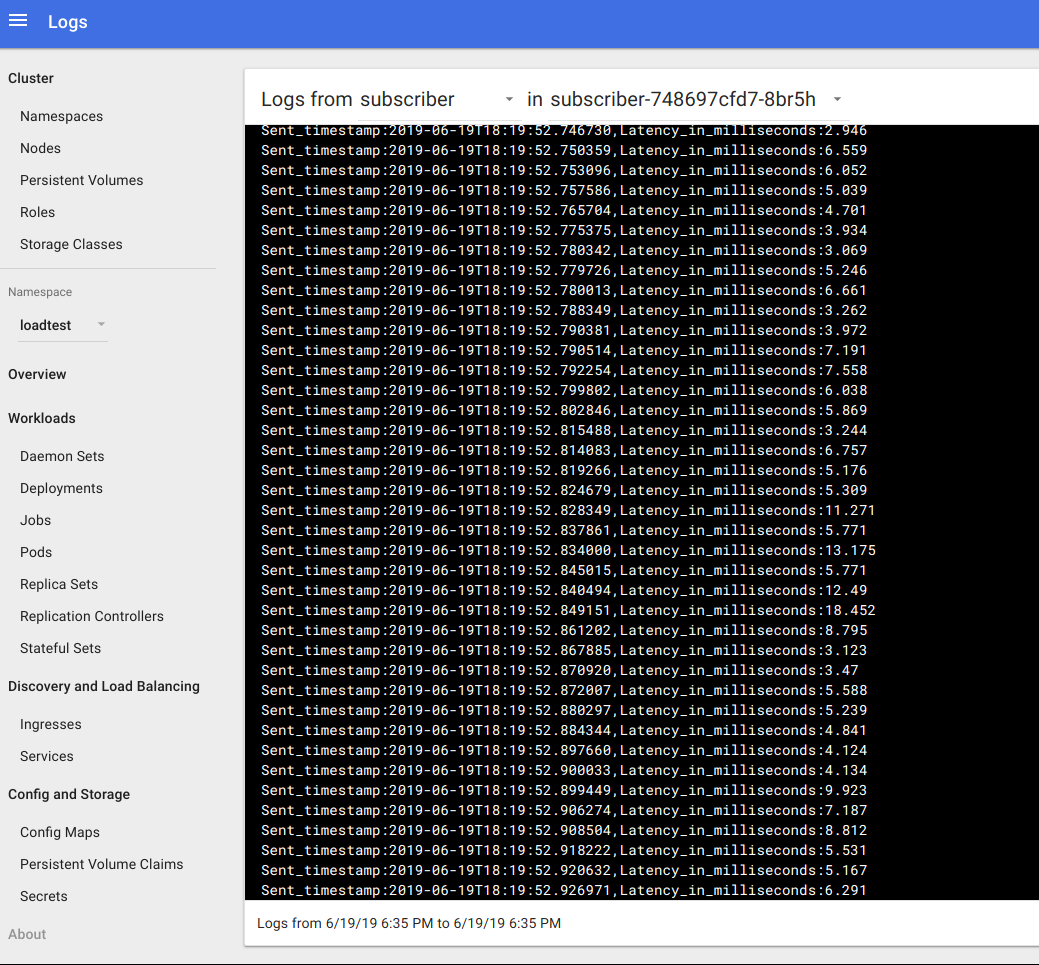 Logs
Cluster
Namespaces
Nodes
Persistent Volumes
Roles
Storage Classes
Namespace
loadtest
Overview
Workloads
Daemon Sets
Deployments
Jobs
Pods
Replica Sets
Replication Controllers
Stateful Sets
Discovery and Load Balancing
Ingresses
Services
Config and Storage
Config Maps
Persistent Volume Claims
Secrets
About
Logs from subscriber in subscriber-748697cfd7-8br5h
Sent_timestamp:2019-06-19T18:19:52.746730,Latency_in_milliseconds:2.946
Sent_timestamp:2019-06-19T18:19:52.750359,Latency_in_milliseconds:6.559
Sent_timestamp:2019-06-19T18:19:52.753096,Latency_in_milliseconds:6.052
Sent_timestamp:2019-06-19T18:19:52.757586,Latency_in_milliseconds:5.039
Sent_timestamp:2019-06-19T18:19:52.765704,Latency_in_milliseconds:4.701
Sent_timestamp:2019-06-19T18:19:52.775375,Latency_in_milliseconds:3.934
Sent_timestamp:2019-06-19T18:19:52.780342,Latency_in_milliseconds:3.069
Sent_timestamp:2019-06-19T18:19:52.779726,Latency_in_milliseconds:5.246
Sent_timestamp:2019-06-19T18:19:52.780013,Latency_in_milliseconds:6.661
Sent_timestamp:2019-06-19T18:19:52.788349,Latency_in_milliseconds:3.262
Sent_timestamp:2019-06-19T18:19:52.790381,Latency_in_milliseconds:3.972
Sent_timestamp:2019-06-19T18:19:52.790514,Latency_in_milliseconds:7.191
Sent_timestamp:2019-06-19T18:19:52.792254,Latency_in_milliseconds:7.558
Sent_timestamp:2019-06-19T18:19:52.799802,Latency_in_milliseconds:6.038
Sent_timestamp:2019-06-19T18:19:52.802846,Latency_in_milliseconds:5.869
Sent_timestamp:2019-06-19T18:19:52.815488,Latency_in_milliseconds:3.244
Sent_timestamp:2019-06-19T18:19:52.814083,Latency_in_milliseconds:6.757
Sent_timestamp:2019-06-19T18:19:52.819266,Latency_in_milliseconds:5.176
Sent_timestamp:2019-06-19T18:19:52.824679,Latency_in_milliseconds:5.309
Sent_timestamp:2019-06-19T18:19:52.828349,Latency_in_milliseconds:11.271
Sent_timestamp:2019-06-19T18:19:52.837861,Latency_in_milliseconds:5.771
Sent_timestamp:2019-06-19T18:19:52.834000,Latency_in_milliseconds:13.175
Sent_timestamp:2019-06-19T18:19:52.845015,Latency_in_milliseconds:5.771
Sent_timestamp:2019-06-19T18:19:52.840494,Latency_in_milliseconds:12.49
Sent_timestamp:2019-06-19T18:19:52.849151,Latency_in_milliseconds:18.452
Sent_timestamp:2019-06-19T18:19:52.861202,Latency_in_milliseconds:8.795
Sent_timestamp:2019-06-19T18:19:52.867885,Latency_in_milliseconds:3.123
Sent_timestamp:2019-06-19T18:19:52.870920,Latency_in_milliseconds:3.47
Sent_timestamp:2019-06-19T18:19:52.872007,Latency_in_milliseconds:5.588
Sent_timestamp:2019-06-19T18:19:52.880297,Latency_in_milliseconds:5.239
Sent_timestamp:2019-06-19T18:19:52.884344,Latency_in_milliseconds:4.841
Sent_timestamp:2019-06-19T18:19:52.897660,Latency_in_milliseconds:4.124
Sent_timestamp:2019-06-19T18:19:52.900033,Latency_in_milliseconds:4.134
Sent_timestamp:2019-06-19T18:19:52.899449,Latency_in_milliseconds:9.923
Sent_timestamp:2019-06-19T18:19:52.906274,Latency_in_milliseconds:7.187
Sent_timestamp:2019-06-19T18:19:52.908504,Latency_in_milliseconds:8.812
Sent_timestamp:2019-06-19T18:19:52.918222,Latency_in_milliseconds:5.531
Sent_timestamp:2019-06-19T18:19:52.920632,Latency_in_milliseconds:5.167
Sent_timestamp:2019-06-19T18:19:52.926971,Latency_in_milliseconds:6.291
Logs from 6/19/19 6:35 PM to 6/19/19 6:35 PM